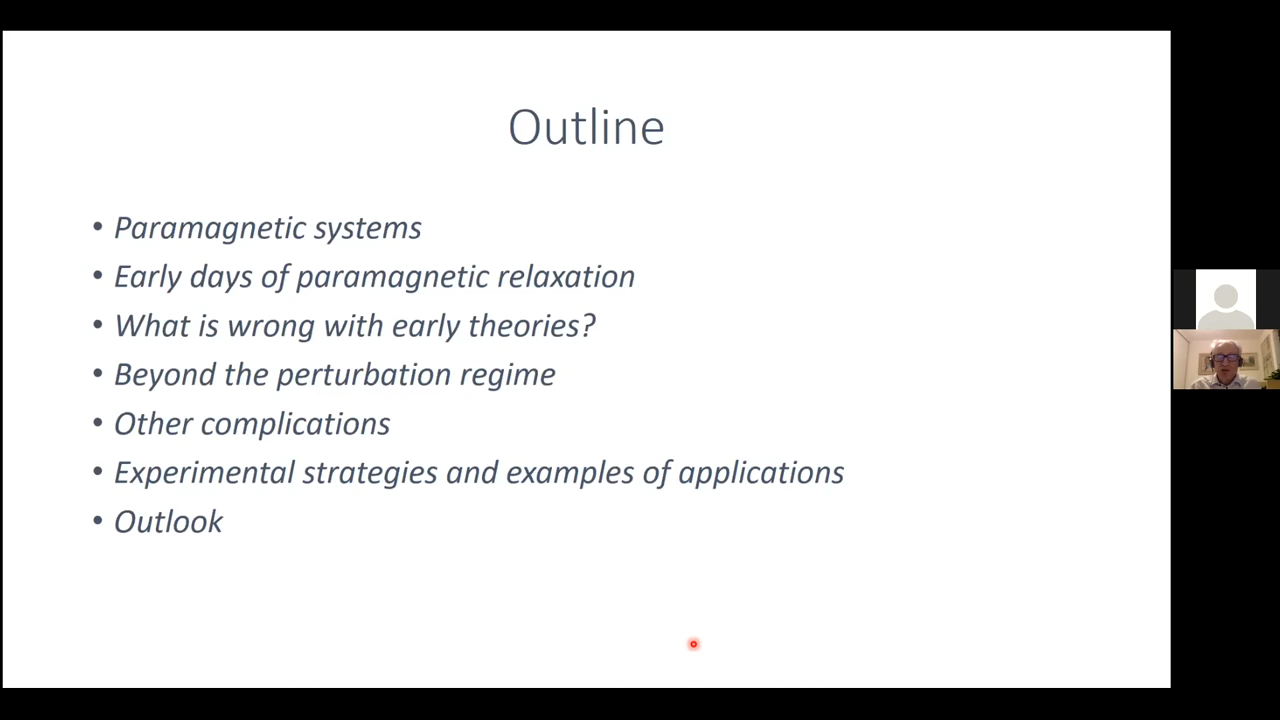 Outline
• Paramagnetic systems
• Early days of paramagnetic relaxation
• What is wrong with early theories?
• Beyond the perturbation regime
• Other complications
• Experimental strategies and examples of applications
• Outlook